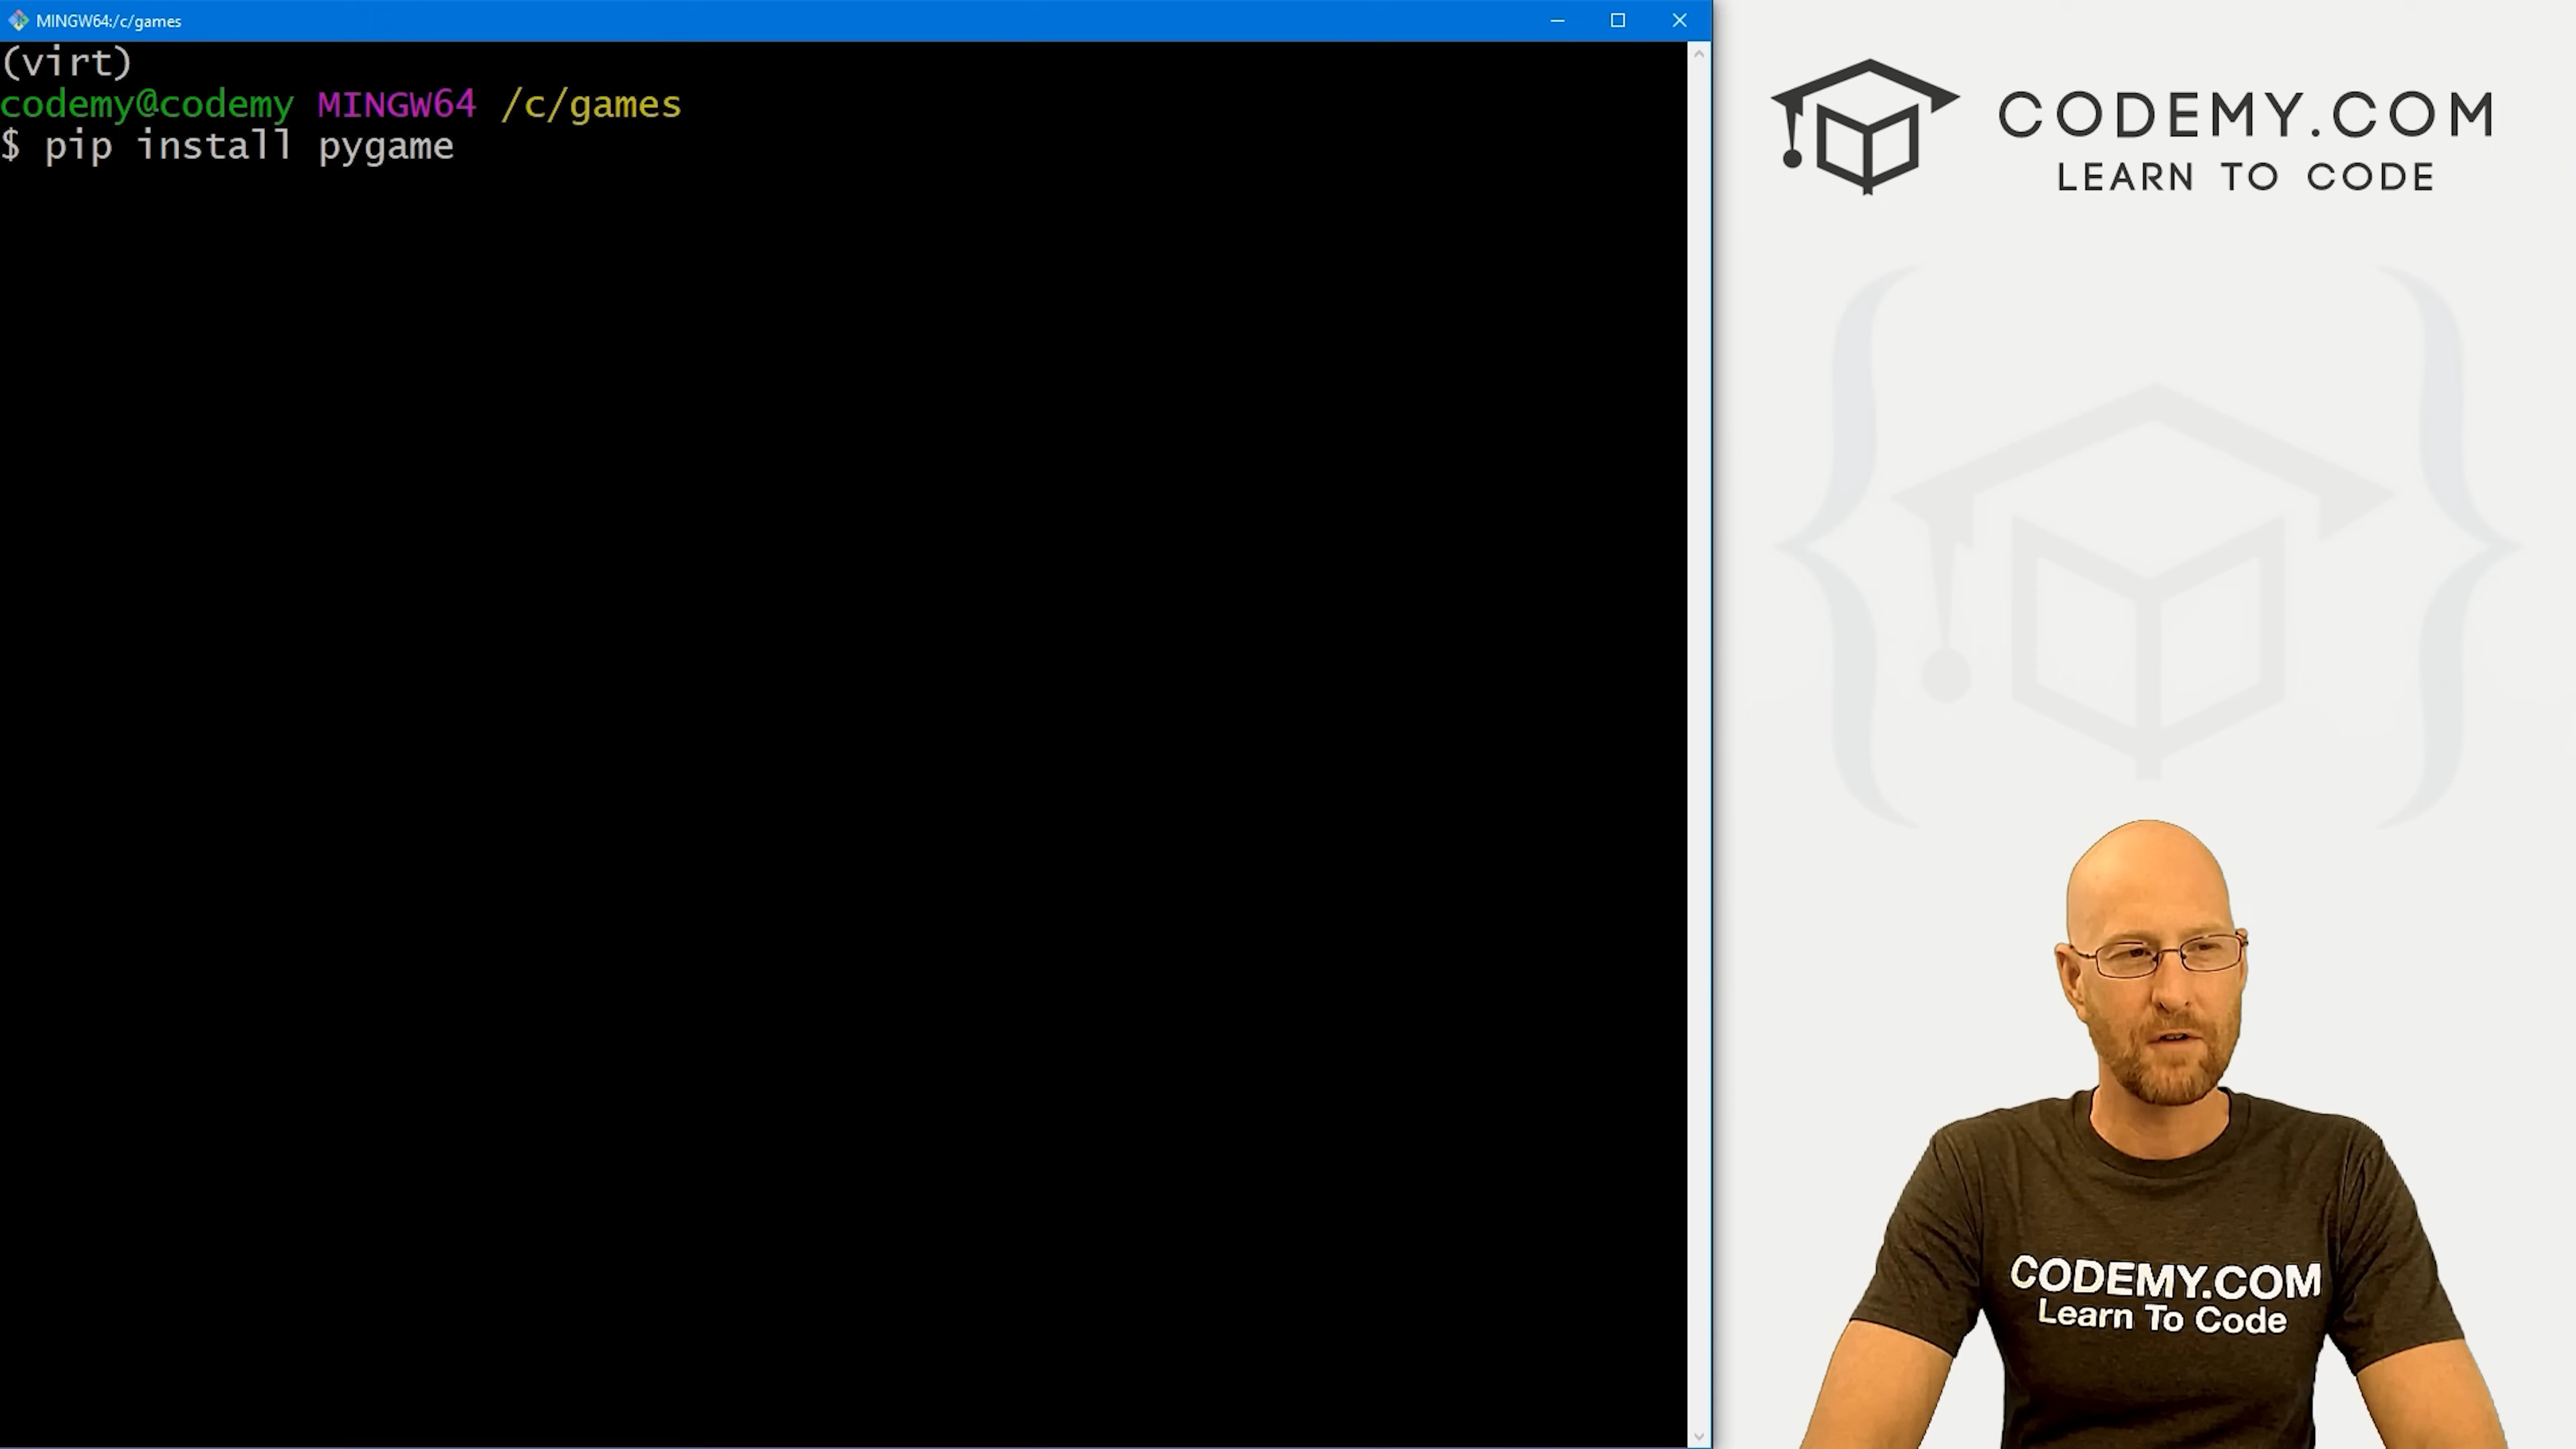 MINGW64:/c/games
(virt)
codemy@codemy MINGW64 /c/games
$ pip install pygame
CODEMY.COM
LEARN TO CODE
CODEMY.COM
Learn To Code